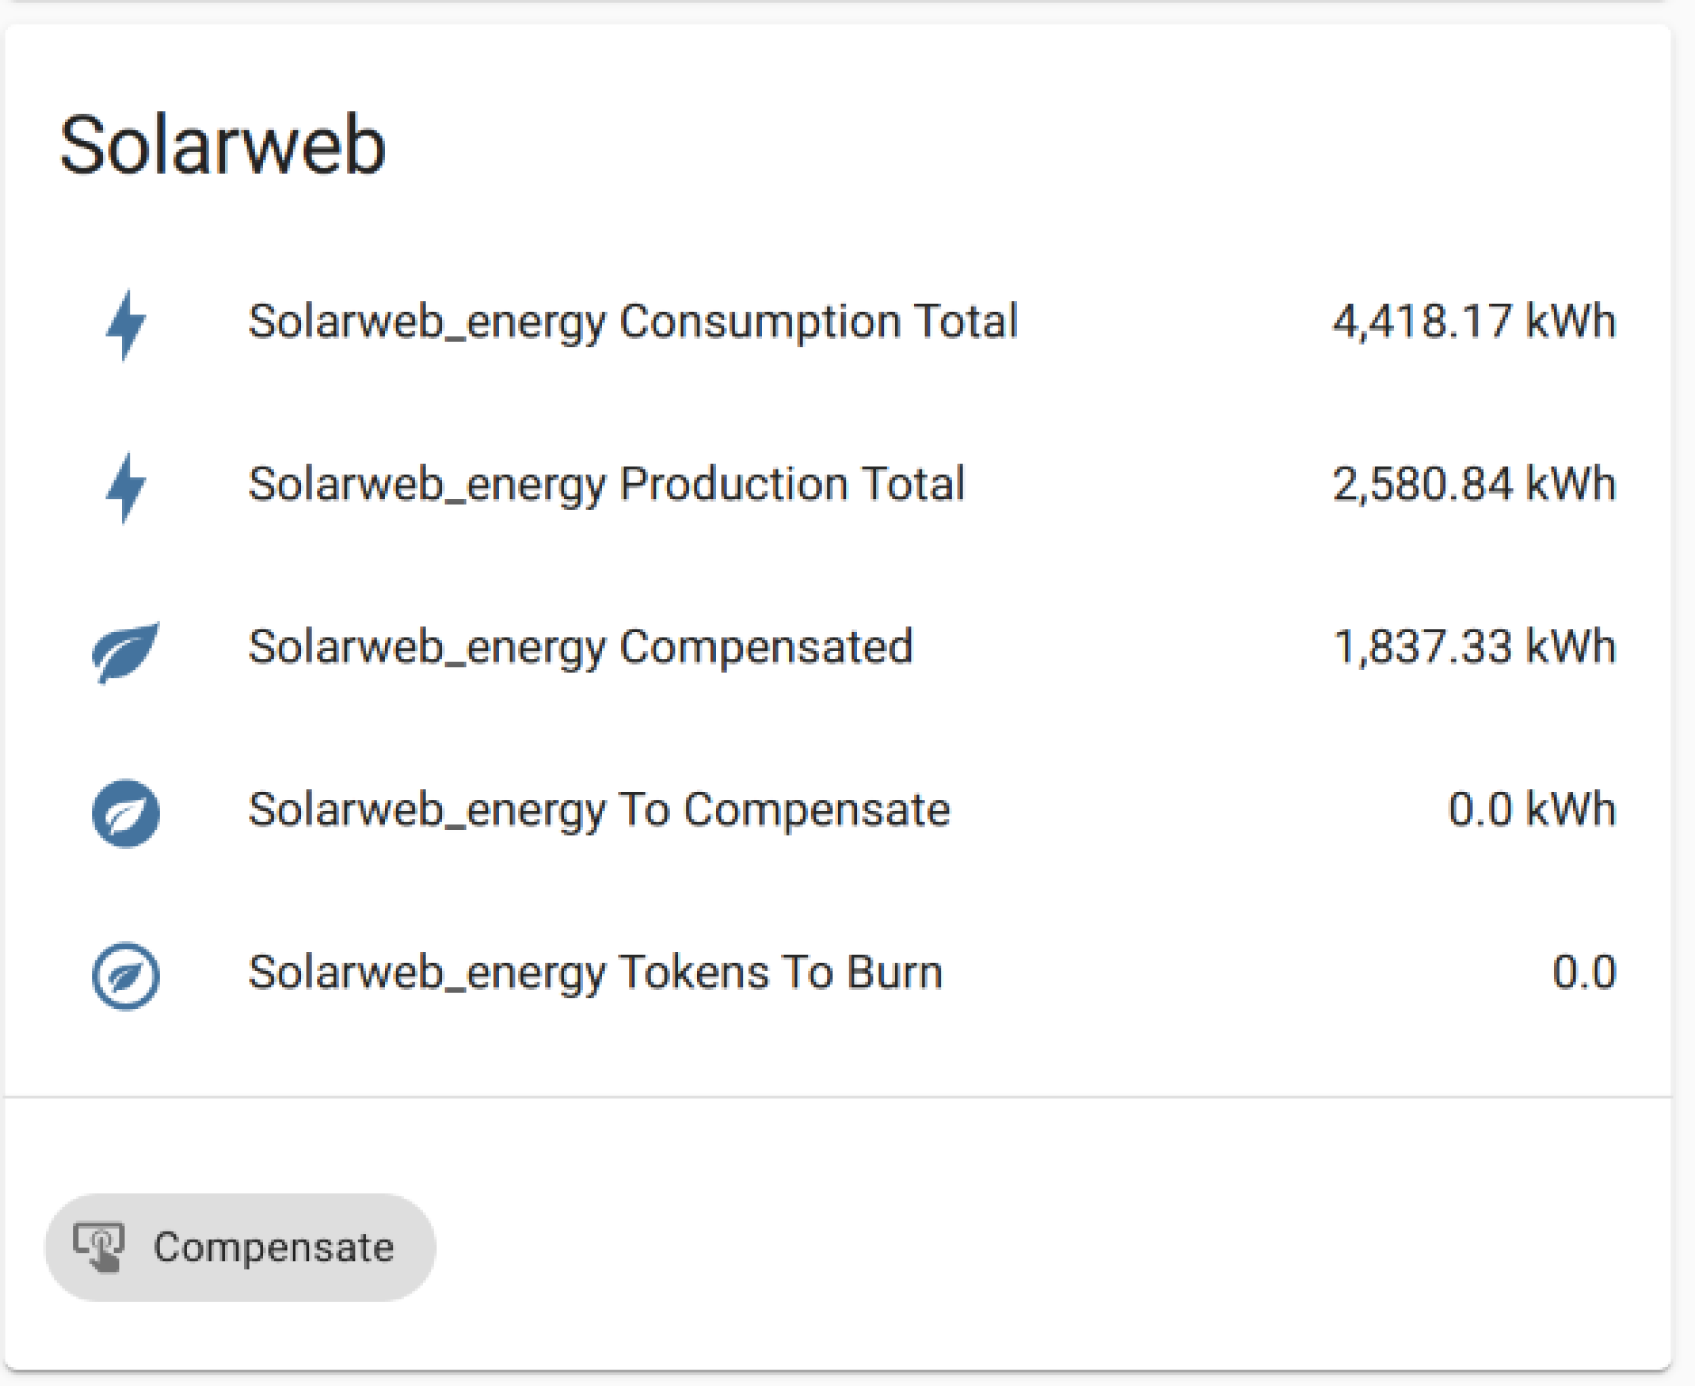 Solarweb
Solarweb_energy Consumption Total 4,418.17 kWh
Solarweb_energy Production Total 2,580.84 kWh
Solarweb_energy Compensated 1,837.33 kWh
Solarweb_energy To Compensate 0.0 kWh
Solarweb_energy Tokens To Burn 0.0
Compensate